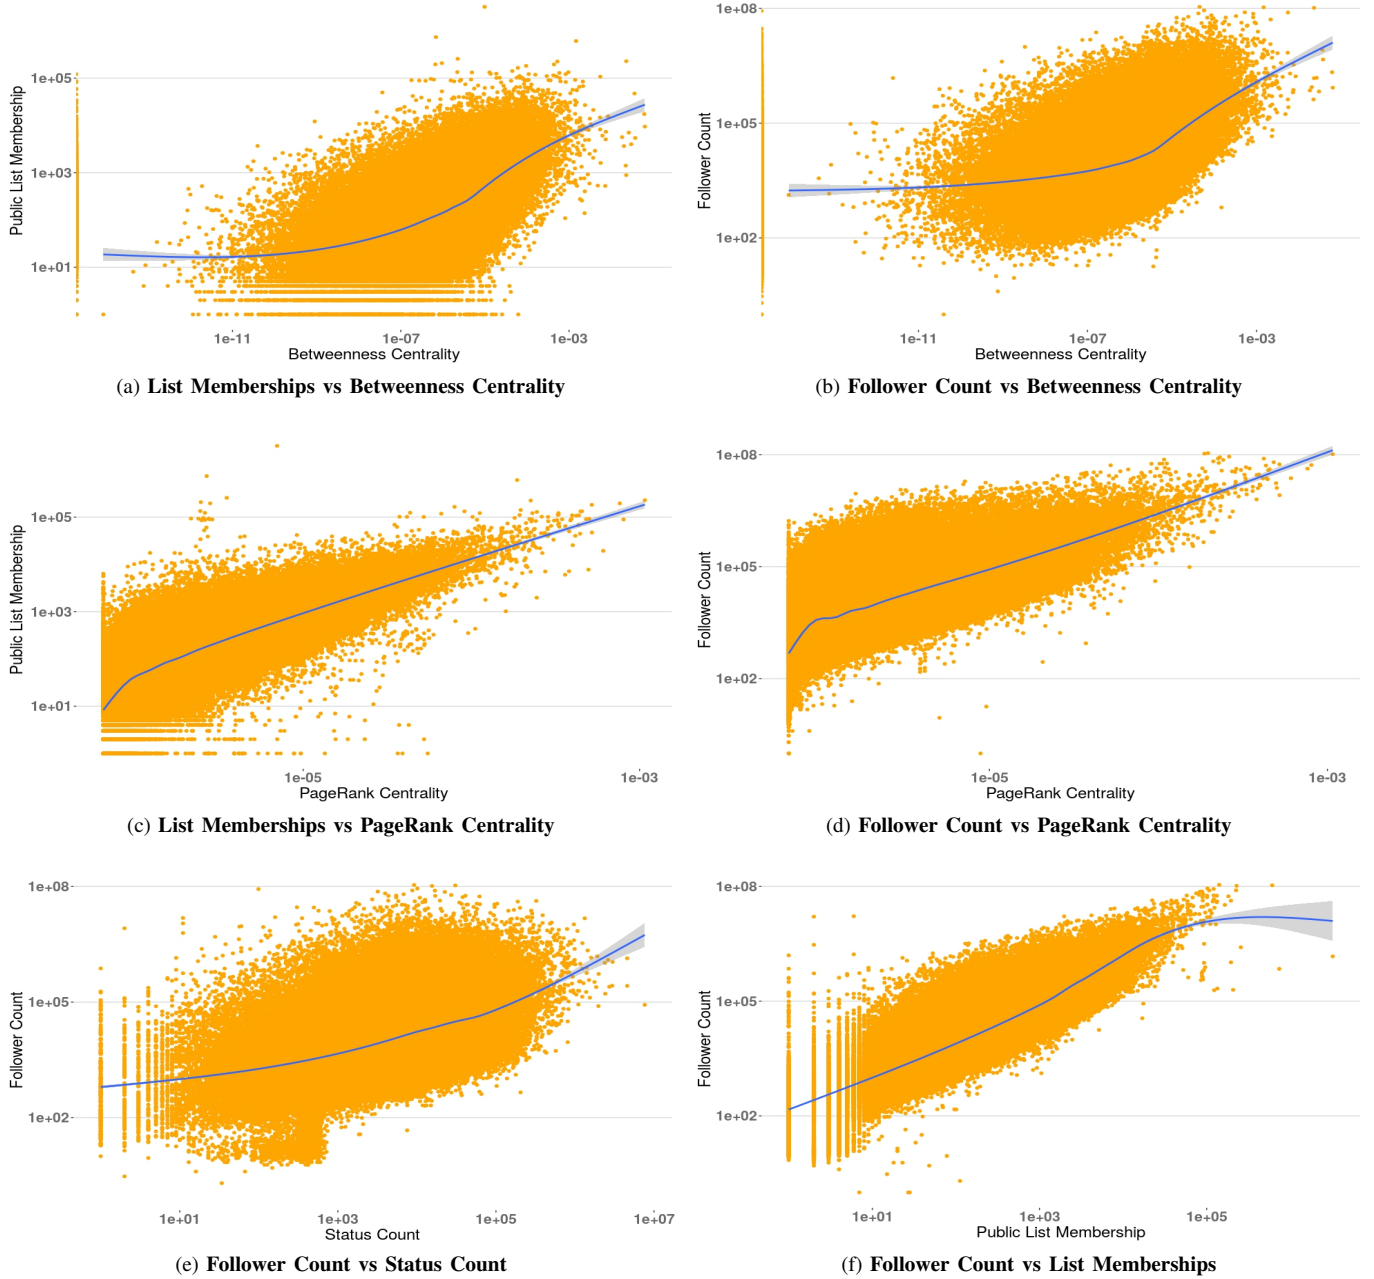 1e+05
1e+03
1e+01
Public List Membership
1e-11 1e-07 1e-03
Betweenness Centrality
(a) List Memberships vs Betweenness Centrality
1e+08
1e+05
1e+02
Follower Count
1e-11 1e-07 1e-03
Betweenness Centrality
(b) Follower Count vs Betweenness Centrality
1e+05
1e+03
1e+01
Public List Membership
1e-05 1e-03
PageRank Centrality
(c) List Memberships vs PageRank Centrality
1e+08
1e+05
1e+02
Follower Count
1e-05 1e-03
PageRank Centrality
(d) Follower Count vs PageRank Centrality
1e+08
1e+05
1e+02
Follower Count
1e+01 1e+03 1e+05 1e+07
Status Count
(e) Follower Count vs Status Count
1e+08
1e+05
1e+02
Follower Count
1e+01 1e+03 1e+05
Public List Membership
(f) Follower Count vs List Memberships